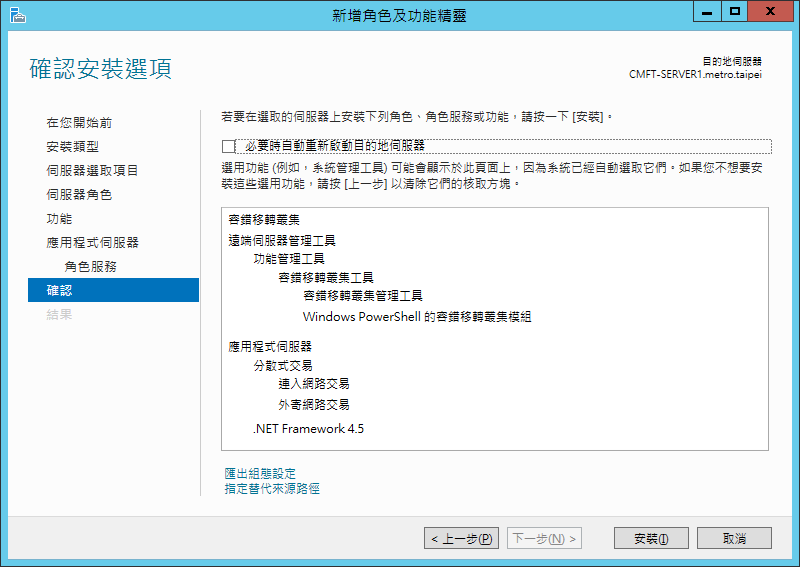 新增角色及功能精靈
確認安裝選項
目的地伺服器
CMFT-SERVER1.metro.taipei
在您開始前
安裝類型
伺服器選取項目
伺服器角色
功能
應用程式伺服器
角色服務
確認
結果
若要在選取的伺服器上安裝下列角色、角色服務或功能，請按一下 [安裝]。
必要時自動重新啟動目的地伺服器
選用功能 (例如，系統管理工具) 可能會顯示於此頁面上，因為系統已經自動選取它們。如果您不想要安
裝這些選用功能，請按 [上一步] 以清除它們的核取方塊。
容錯移轉叢集
遠端伺服器管理工具
功能管理工具
容錯移轉叢集工具
容錯移轉叢集管理工具
Windows PowerShell 的容錯移轉叢集模組
應用程式伺服器
分散式交易
連入網路交易
外寄網路交易
.NET Framework 4.5
匯出組態設定
指定替代來源路徑
< 上一步(P)
下一步(N) >
安裝(I)
取消